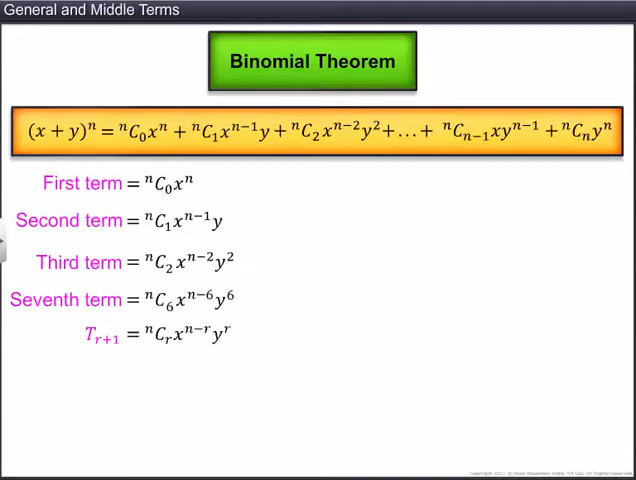 General and Middle Terms
Binomial Theorem
(x + y)ⁿ = ⁿC₀xⁿ + ⁿC₁xⁿ⁻¹y + ⁿC₂xⁿ⁻²y² + … + ⁿCₙ₋₁xyⁿ⁻¹ + ⁿCₙyⁿ
First term = ⁿC₀xⁿ
Second term = ⁿC₁xⁿ⁻¹y
Third term = ⁿC₂xⁿ⁻²y²
Seventh term = ⁿC₆xⁿ⁻⁶y⁶
Tᵣ₊₁ = ⁿCᵣxⁿ⁻ʳyʳ